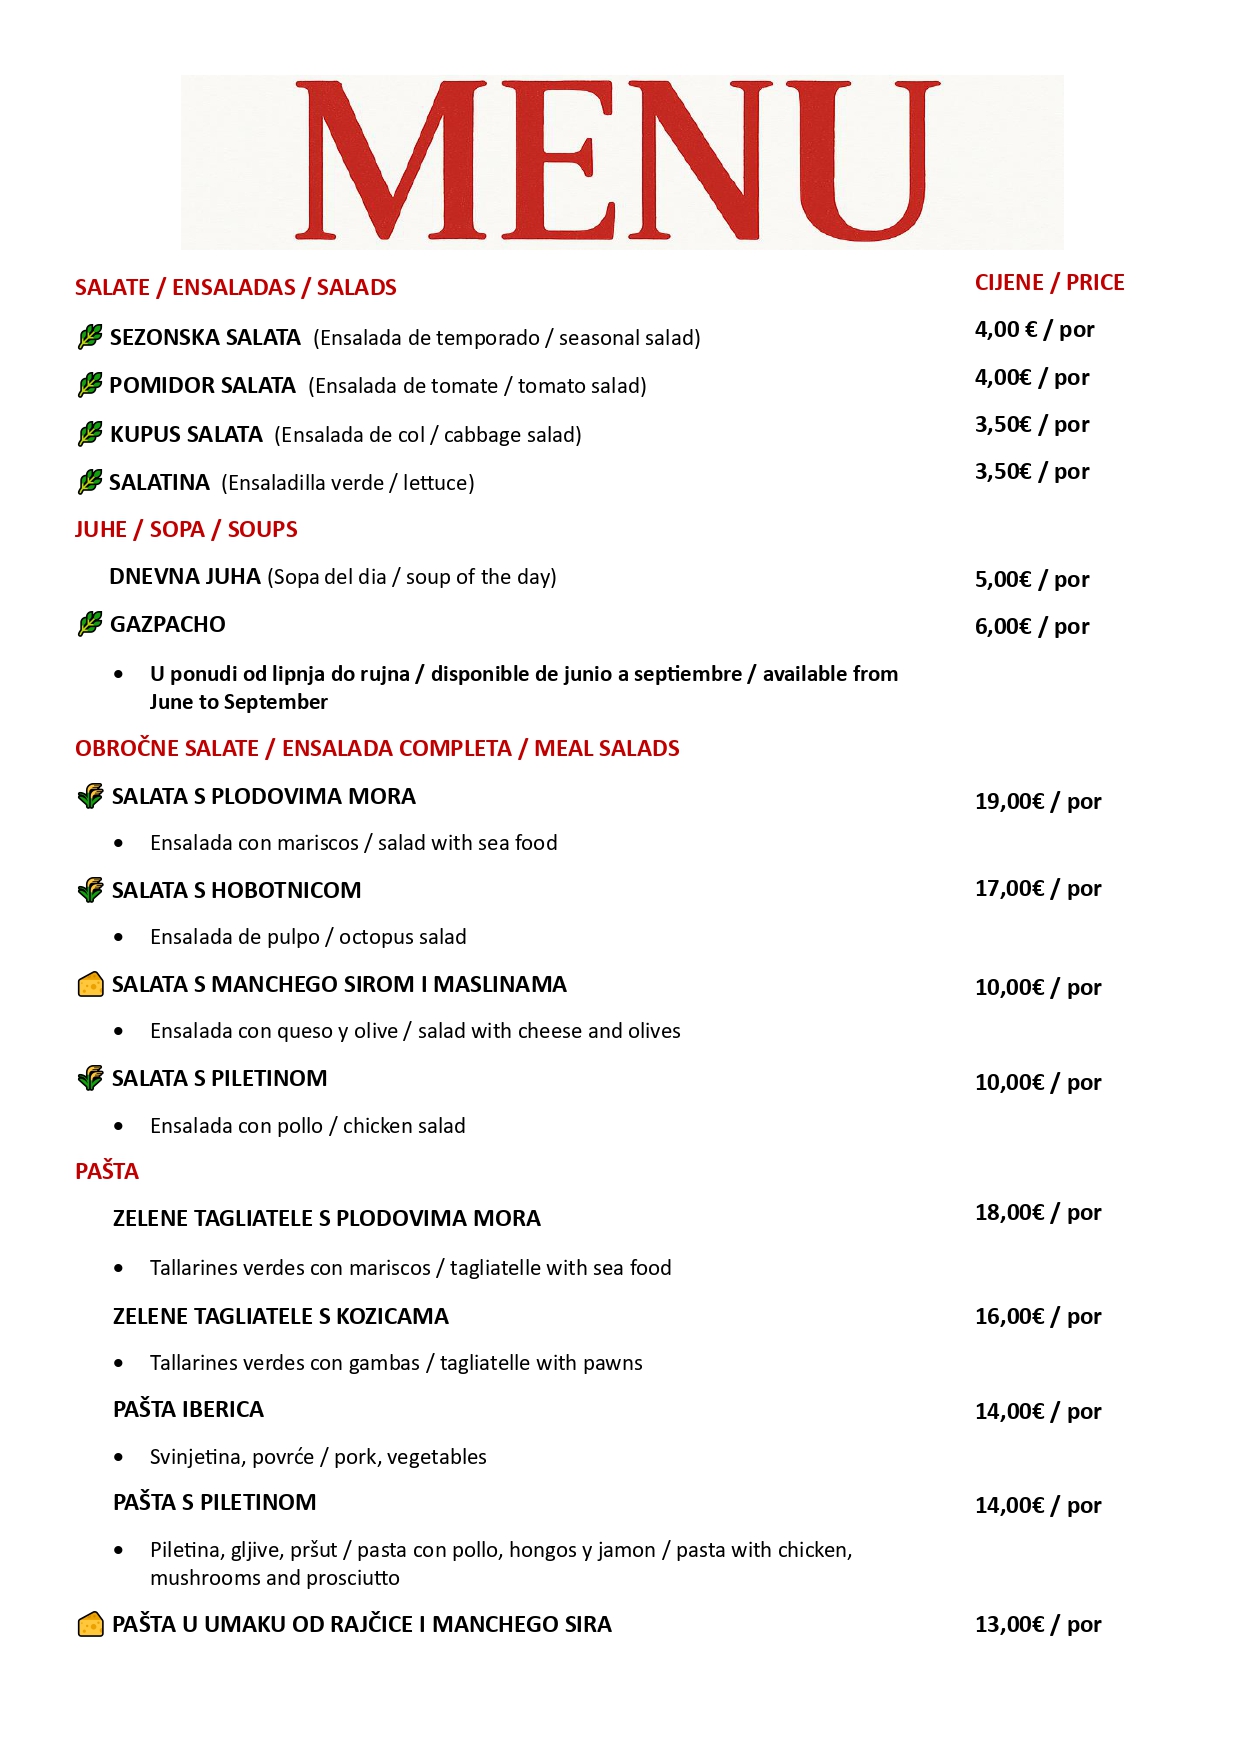 MENU
SALATE / ENSALADAS / SALADS
CIJENE / PRICE
SEZONSKA SALATA (Ensalada de temporado / seasonal salad)
4,00 € / por
POMIDOR SALATA (Ensalada de tomate / tomato salad)
4,00€ / por
KUPUS SALATA (Ensalada de col / cabbage salad)
3,50€ / por
SALATINA (Ensaladilla verde / lettuce)
3,50€ / por
JUHE / SOPA / SOUPS
DNEVNA JUHA (Sopa del dia / soup of the day)
5,00€ / por
GAZPACHO
6,00€ / por
• U ponudi od lipnja do rujna / disponible de junio a septiembre / available from
June to September
OBROČNE SALATE / ENSALADA COMPLETA / MEAL SALADS
SALATA S PLODOVIMA MORA
19,00€ / por
• Ensalada con mariscos / salad with sea food
SALATA S HOBOTNICOM
17,00€ / por
• Ensalada de pulpo / octopus salad
SALATA S MANCHEGO SIROM I MASLINAMA
10,00€ / por
• Ensalada con queso y olive / salad with cheese and olives
SALATA S PILETINOM
10,00€ / por
• Ensalada con pollo / chicken salad
PAŠTA
ZELENE TAGLIATELE S PLODOVIMA MORA
18,00€ / por
• Tallarines verdes con mariscos / tagliatelle with sea food
ZELENE TAGLIATELE S KOZICAMA
16,00€ / por
• Tallarines verdes con gambas / tagliatelle with pawns
PAŠTA IBERICA
14,00€ / por
• Svinjetina, povrće / pork, vegetables
PAŠTA S PILETINOM
14,00€ / por
• Piletina, gljive, pršut / pasta con pollo, hongos y jamon / pasta with chicken,
mushrooms and prosciutto
PAŠTA U UMAKU OD RAJČICE I MANCHEGO SIRA
13,00€ / por